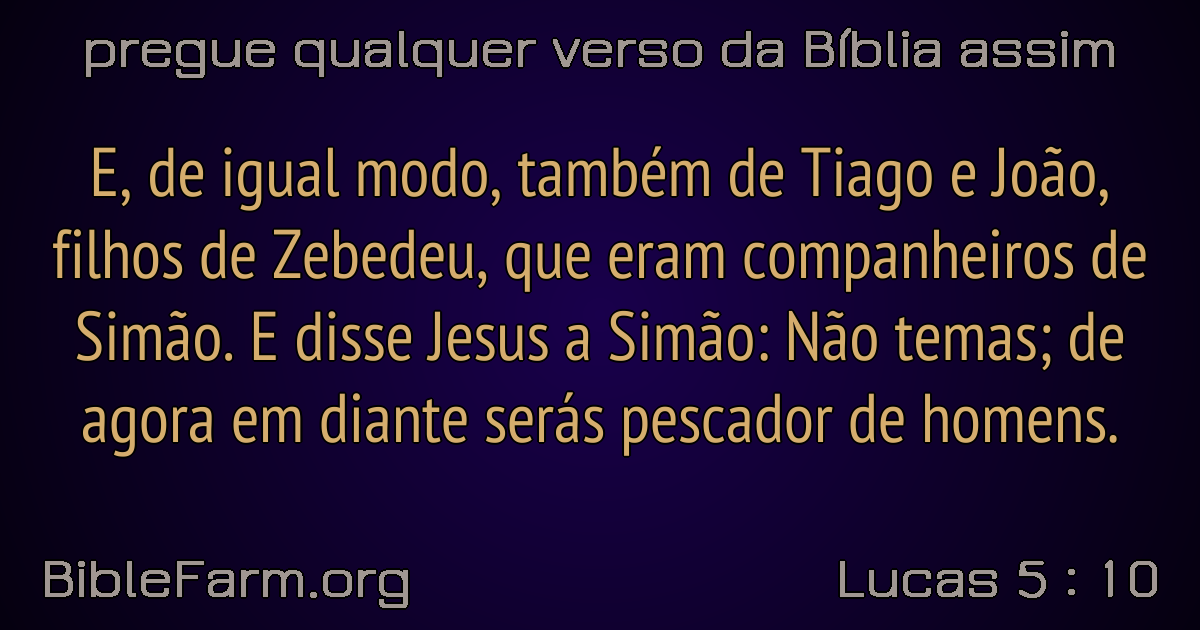 pregue qualquer verso da Bíblia assim
E, de igual modo, também de Tiago e João,
filhos de Zebedeu, que eram companheiros de
Simão. E disse Jesus a Simão: Não temas; de
agora em diante serás pescador de homens.
BibleFarm.org
Lucas 5 : 10